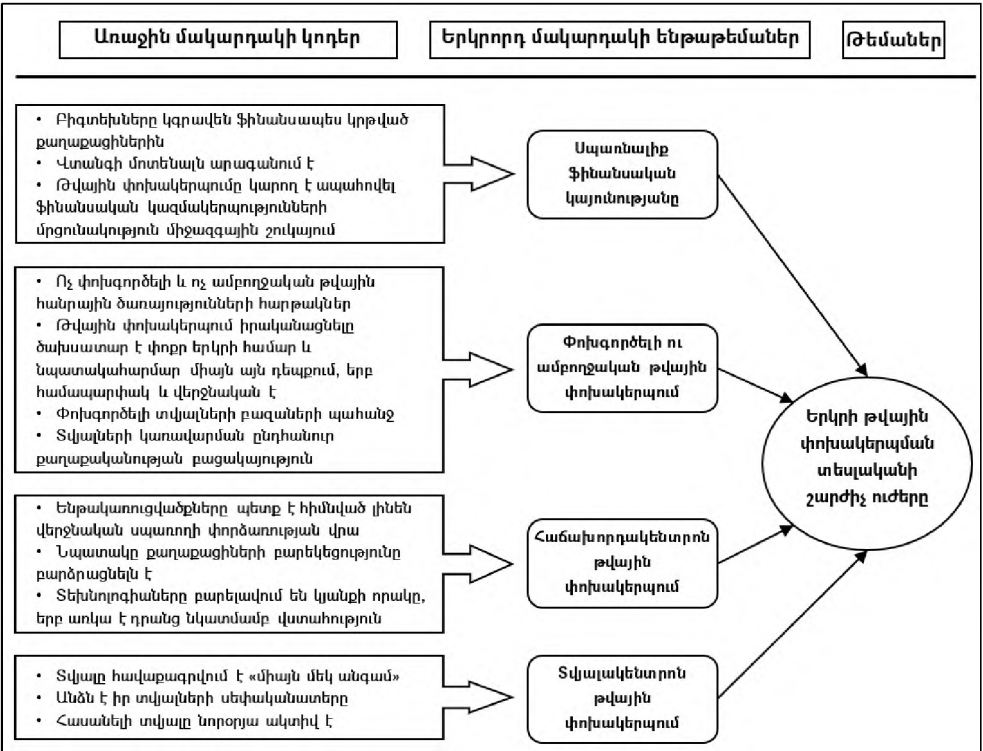 Առաջին մակարդակի կոդեր
Երկրորդ մակարդակի ենթաթեմաներ
Թեմաներ
• Բիգտեխները կգրավեն ֆինանսապես կրթված
քաղաքացիներին
• Վտանգի մոտենալն արագանում է
• Թվային փոխակերպումը կարող է ապահովել
ֆինանսական կազմակերպությունների
մրցունակություն միջազգային շուկայում
Սպառնալիք
ֆինանսական
կայունությանը
• Ոչ փոխգործելի և ոչ ամբողջական թվային
հանրային ծառայությունների հարթակներ
• Թվային փոխակերպում իրականացնելը
ծախսատար է փոքր երկրի համար և
նպատակահարմար միայն այն դեպքում, երբ
համապարփակ և վերջնական է
• Փոխգործելի տվյալների բազաների պահանջ
• Տվյալների կառավարման ընդհանուր
քաղաքականության բացակայություն
Փոխգործելի ու
ամբողջական թվային
փոխակերպում
Երկրի թվային
փոխակերպման
տեսլականի
շարժիչ ուժերը
• Ենթակառուցվածքները պետք է հիմնված լինեն
վերջնական սպառողի փորձառության վրա
• Նպատակը քաղաքացիների բարեկեցությունը
բարձրացնելն է
• Տեխնոլոգիաները բարելավում են կյանքի որակը,
երբ առկա է դրանց նկատմամբ վստահություն
Հաճախորդակենտրոն
թվային
փոխակերպում
• Տվյալը հավաքագրվում է «միայն մեկ անգամ»
• Անձն է իր տվյալների սեփականատերը
• Հասանելի տվյալը նորօրյա ակտիվ է
Տվյալակենտրոն
թվային
փոխակերպում